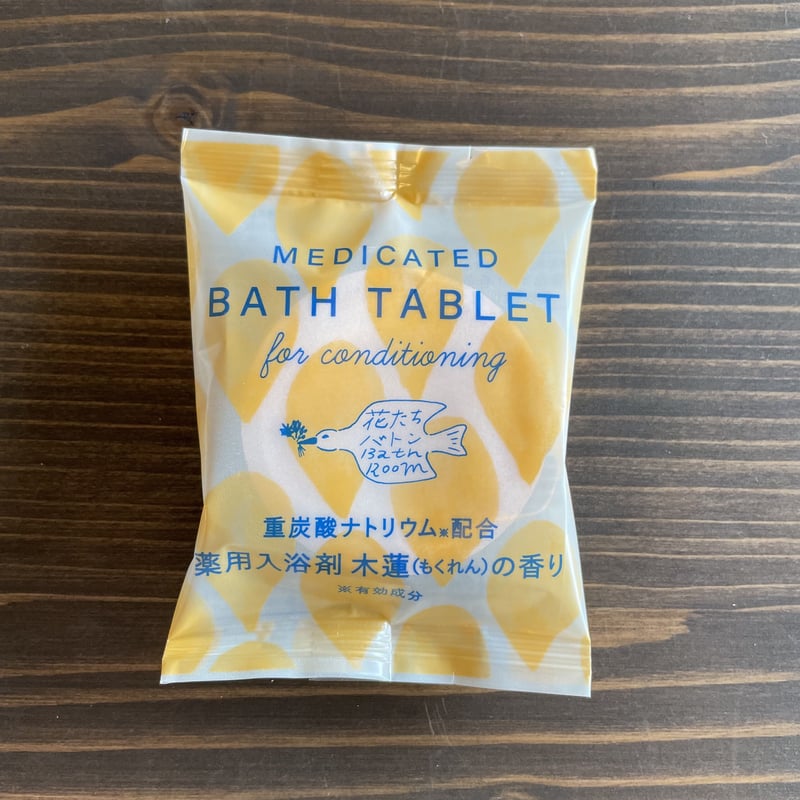 MEDICATED
BATH TABLET
for conditioning
花たち
バトン
Bath
Room
重炭酸ナトリウム※配合
薬用入浴剤 木蓮(もくれん)の香り
※有効成分